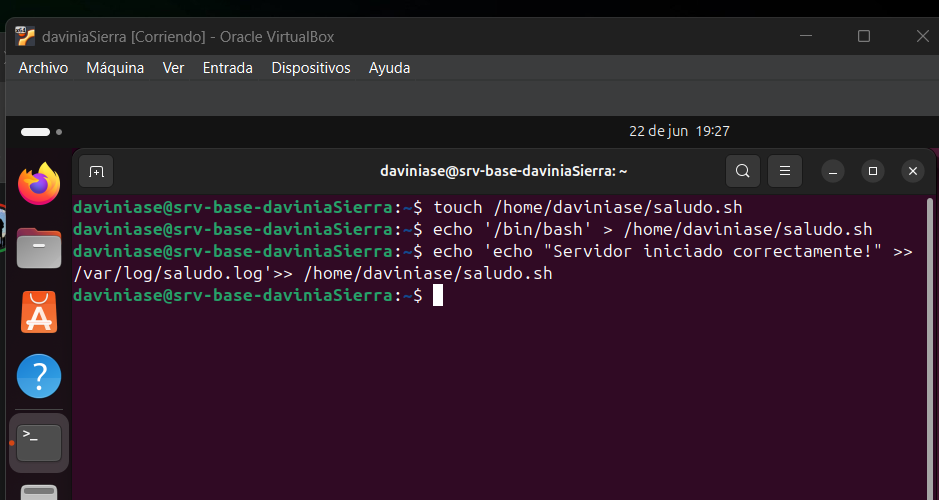 daviniaSierra [Corriendo] - Oracle VirtualBox
Archivo Máquina Ver Entrada Dispositivos Ayuda
22 de jun 19:27
daviniase@srv-base-daviniaSierra: ~
daviniase@srv-base-daviniaSierra:~$ touch /home/daviniase/saludo.sh
daviniase@srv-base-daviniaSierra:~$ echo '/bin/bash' > /home/daviniase/saludo.sh
daviniase@srv-base-daviniaSierra:~$ echo 'echo "Servidor iniciado correctamente!" >>
/var/log/saludo.log'>> /home/daviniase/saludo.sh
daviniase@srv-base-daviniaSierra:~$